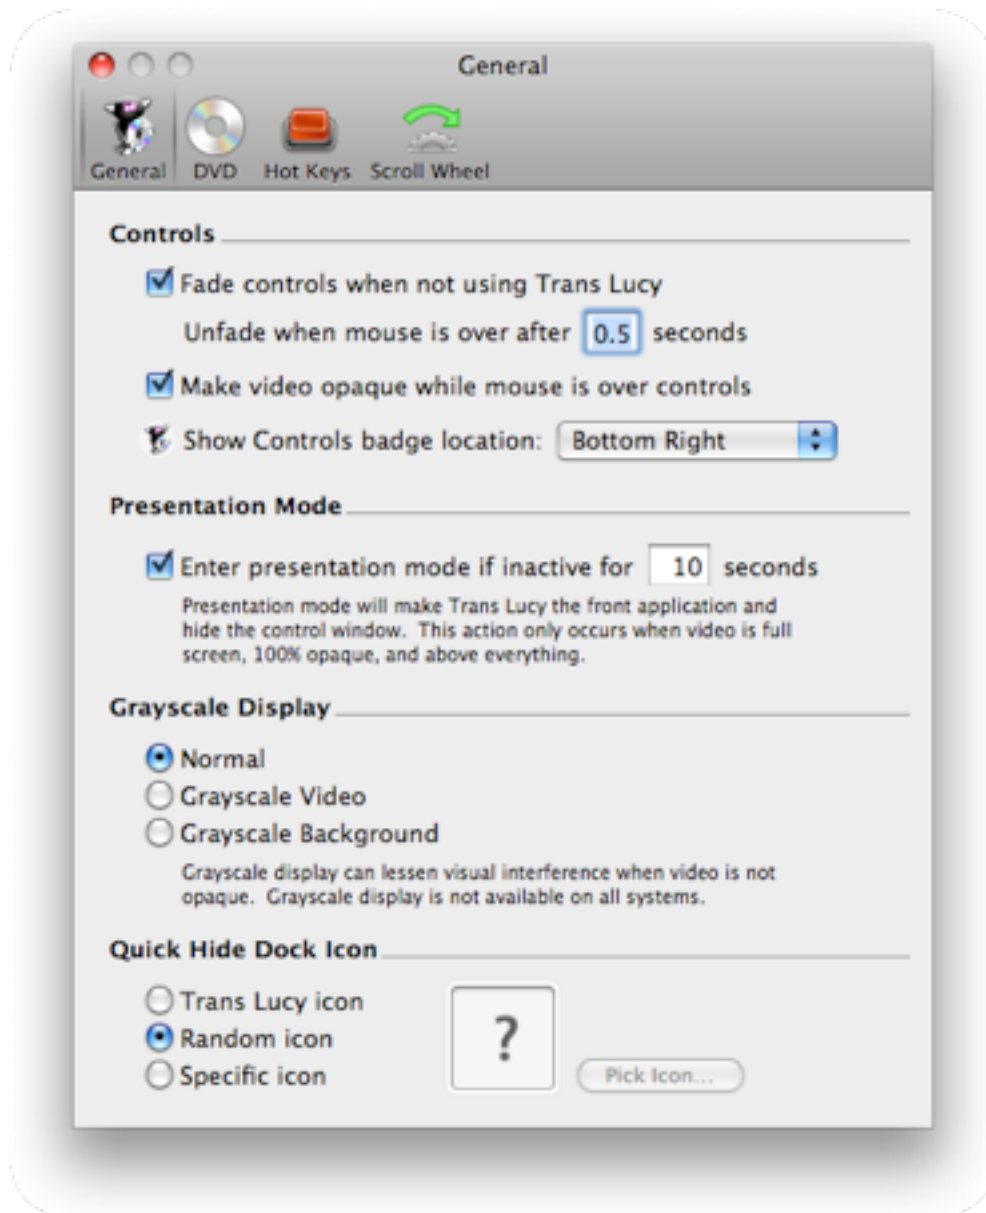 General
General DVD Hot Keys Scroll Wheel
Controls
Fade controls when not using Trans Lucy
Unfade when mouse is over after 0.5 seconds
Make video opaque while mouse is over controls
Show Controls badge location: Bottom Right
Presentation Mode
Enter presentation mode if inactive for 10 seconds
Presentation mode will make Trans Lucy the front application and
hide the control window. This action only occurs when video is full
screen, 100% opaque, and above everything.
Grayscale Display
Normal
Grayscale Video
Grayscale Background
Grayscale display can lessen visual interference when video is not
opaque. Grayscale display is not available on all systems.
Quick Hide Dock Icon
Trans Lucy icon
Random icon
Specific icon
?
Pick Icon...